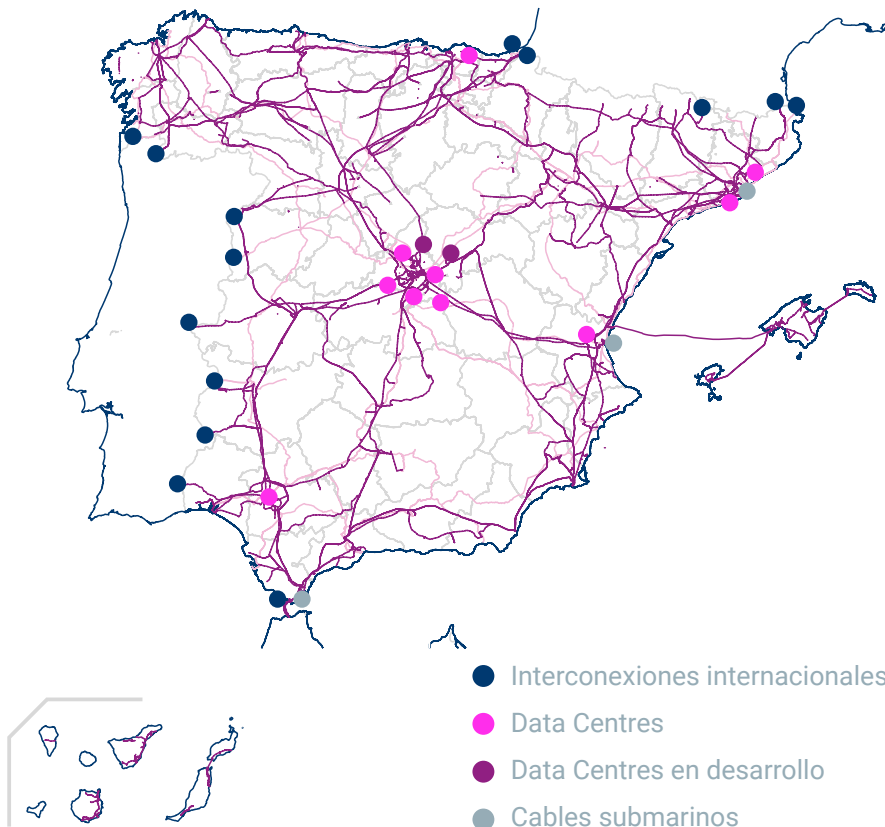 Interconexiones internacionales
Data Centres
Data Centres en desarrollo
Cables submarinos